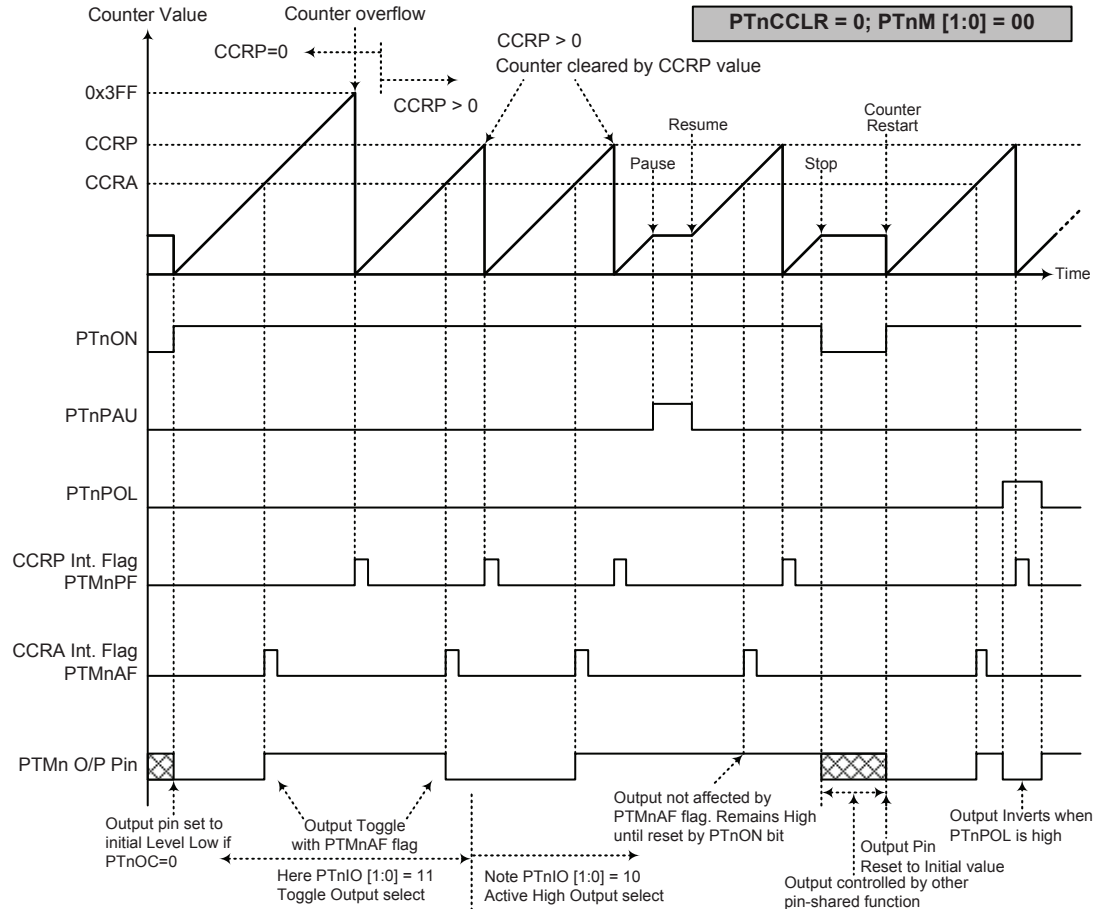 Counter Value
Counter overflow
PTnCCLR = 0; PTnM [1:0] = 00
CCRP=0
CCRP > 0
CCRP > 0
Counter cleared by CCRP value
0x3FF
CCRP
CCRA
Pause
Resume
Stop
Counter
Restart
Time
PTnON
PTnPAU
PTnPOL
CCRP Int. Flag
PTMnPF
CCRA Int. Flag
PTMnAF
PTMn O/P Pin
Output pin set to
initial Level Low if
PTnOC=0
Output Toggle
with PTMnAF flag
Here PTnIO [1:0] = 11
Toggle Output select
Note PTnIO [1:0] = 10
Active High Output select
Output not affected by
PTMnAF flag. Remains High
until reset by PTnON bit
Output Pin
Reset to Initial value
Output controlled by other
pin-shared function
Output Inverts when
PTnPOL is high